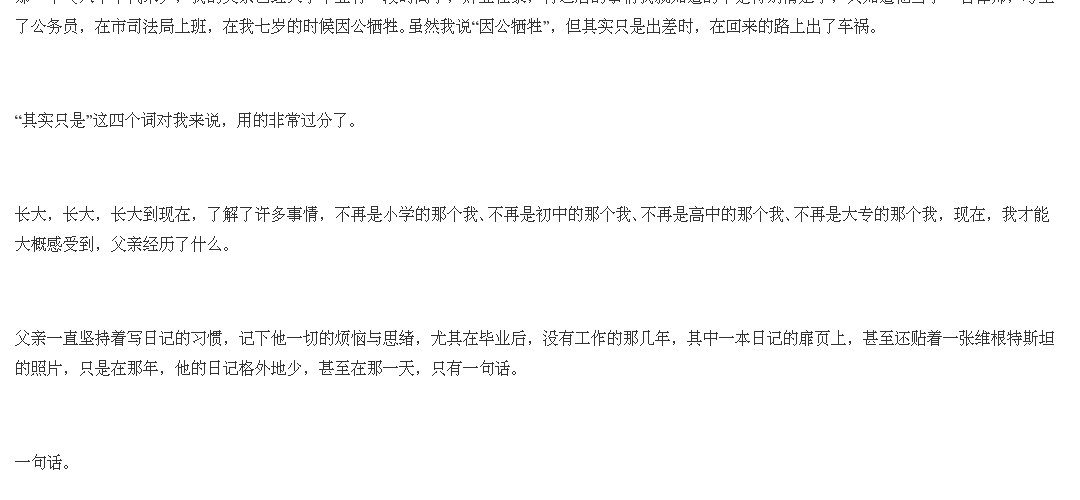 了公务员，在市司法局上班，在我七岁的时候因公牺牲。虽然我说“因公牺牲”，但其实只是出差时，在回来的路上出了车祸。
“其实只是”这四个词对我来说，用的非常过分了。
长大，长大，长大到现在，了解了许多事情，不再是小学的那个我、不再是初中的那个我、不再是高中的那个我、不再是大专的那个我，现在，我才能
大概感受到，父亲经历了什么。
父亲一直坚持着写日记的习惯，记下他一切的烦恼与思绪，尤其在毕业后，没有工作的那几年，其中一本日记的扉页上，甚至还贴着一张维根特斯坦
的照片，只是在那年，他的日记格外地少，甚至在那一天，只有一句话。
一句话。